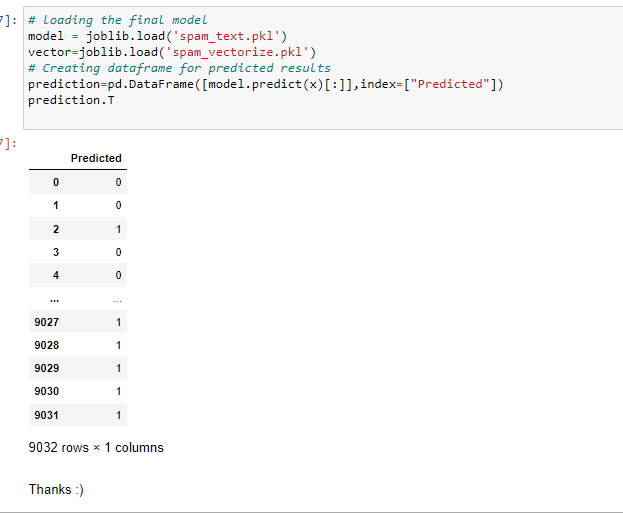 7]: # loading the final model
model = joblib.load('spam_text.pkl')
vector=joblib.load('spam_vectorize.pkl')
# Creating dataframe for predicted results
prediction=pd.DataFrame([model.predict(x)[:]],index=["Predicted"])
prediction.T
7]:
Predicted
0 0
1 0
2 1
3 0
4 0
... ...
9027 1
9028 1
9029 1
9030 1
9031 1
9032 rows × 1 columns
Thanks :)